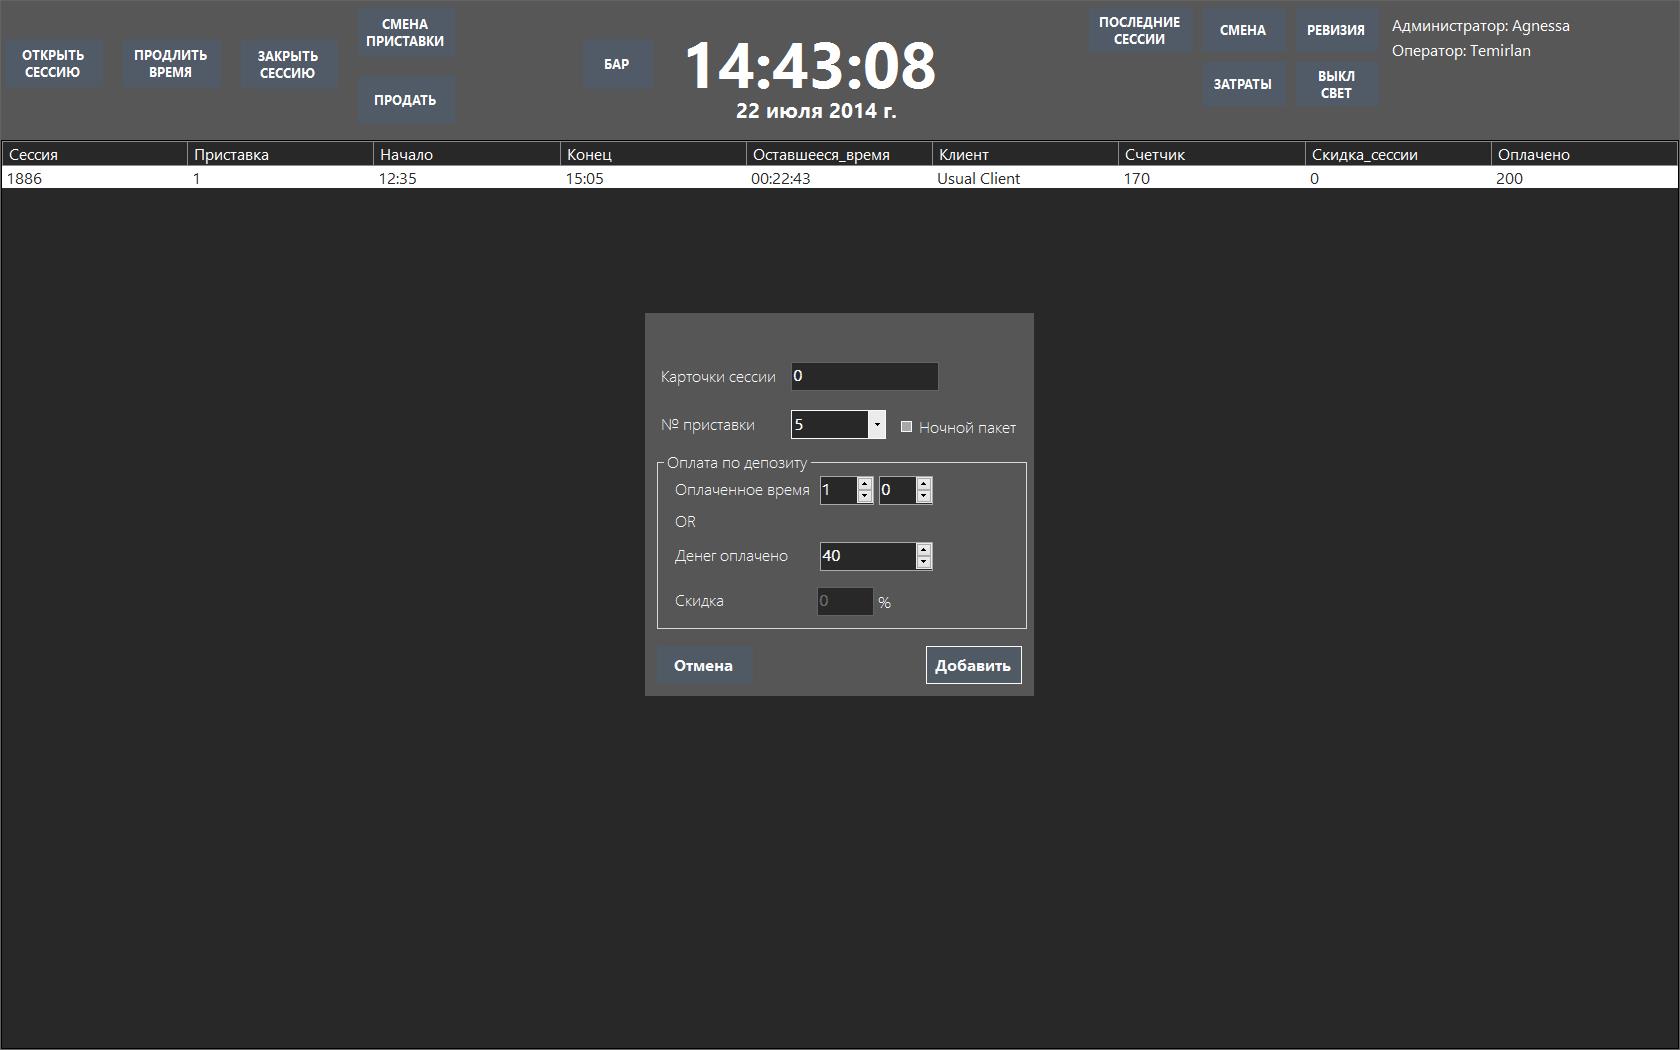 ОТКРЫТЬ
СЕССИЮ
ПРОДЛИТЬ
ВРЕМЯ
ЗАКРЫТЬ
СЕССИЮ
СМЕНА
ПРИСТАВКИ
ПРОДАТЬ
БАР
14:43:08
22 июля 2014 г.
ПОСЛЕДНИЕ
СЕССИИ
СМЕНА
РЕВИЗИЯ
ЗАТРАТЫ
ВЫКЛ
СВЕТ
Администратор: Agnessa
Оператор: Temirlan
Сессия Приставка Начало Конец Оставшееся_время Клиент Счетчик Скидка_сессии Оплачено
1886 1 12:35 15:05 00:22:43 Usual Client 170 0 200
Карточки сессии 0
№ приставки 5 Ночной пакет
Оплата по депозиту
Оплаченное время 1 0
OR
Денег оплачено 40
Скидка 0 %
Отмена Добавить